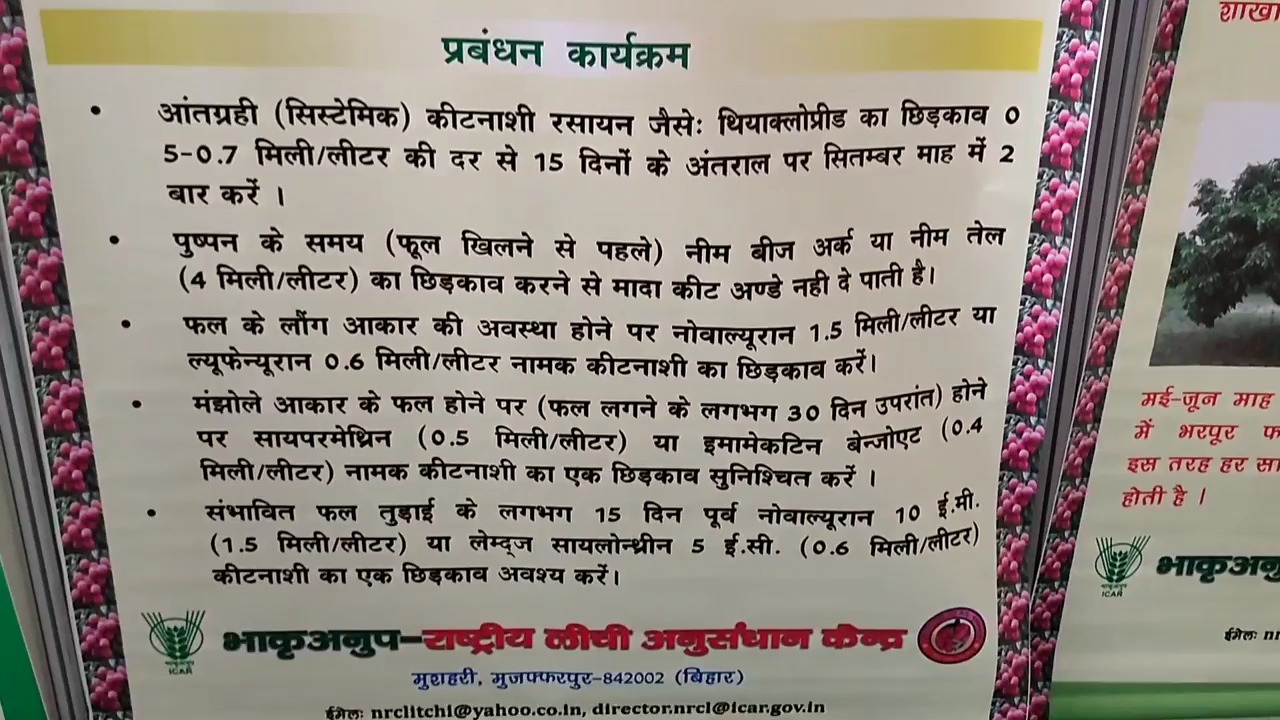 प्रबंधन कार्यक्रम
• आंतग्रही (सिस्टेमिक) कीटनाशी रसायन जैसेः थियाक्लोप्रीड का छिड़काव 0
5-0.7 मिली/लीटर की दर से 15 दिनों के अंतराल पर सितम्बर माह में 2
बार करें ।
• पुष्पन के समय (फूल खिलने से पहले) नीम बीज अर्क या नीम तेल
(4 मिली/लीटर) का छिड़काव करने से मादा कीट अण्डे नही दे पाती है।
• फल के लौंग आकार की अवस्था होने पर नोवाल्यूरान 1.5 मिली/लीटर या
ल्यूफेन्यूरान 0.6 मिली/लीटर नामक कीटनाशी का छिड़काव करें।
• मंझोले आकार के फल होने पर (फल लगने के लगभग 30 दिन उपरांत) होने
पर सायपरमेथ्रिन (0.5 मिली/लीटर) या इमामेकटिन बेन्जोएट (0.4
मिली/लीटर) नामक कीटनाशी का एक छिड़काव सुनिश्चित करें ।
• संभावित फल तुड़ाई के लगभग 15 दिन पूर्व नोवाल्यूरान 10 ई.मी.
(1.5 मिली/लीटर) या लेम्द्ज सायलोन्थ्रीन 5 ई.सी. (0.6 मिली/लीटर)
कीटनाशी का एक छिड़काव अवश्य करें।
ICAR
भाकृअनुप-राष्ट्रीय लीची अनुसंधान केन्द्र
मुशहरी, मुजफ्फरपुर-842002 (बिहार)
ईमेलः nrclitchi@yahoo.co.in, director.nrcl@icar.gov.in
शाखा
मई-जून माह
में भरपूर
इस तरह हर
होती है ।
ICAR
ईमेलः